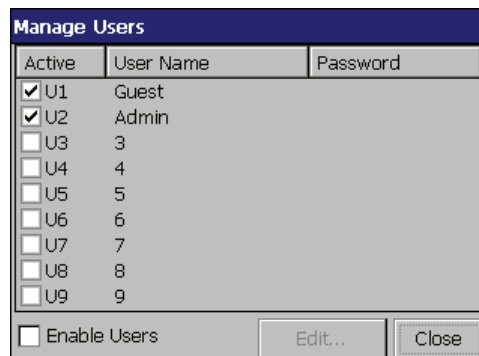 Manage Users
Active User Name Password
U1 Guest
U2 Admin
U3 3
U4 4
U5 5
U6 6
U7 7
U8 8
U9 9
Enable Users Edit... Close